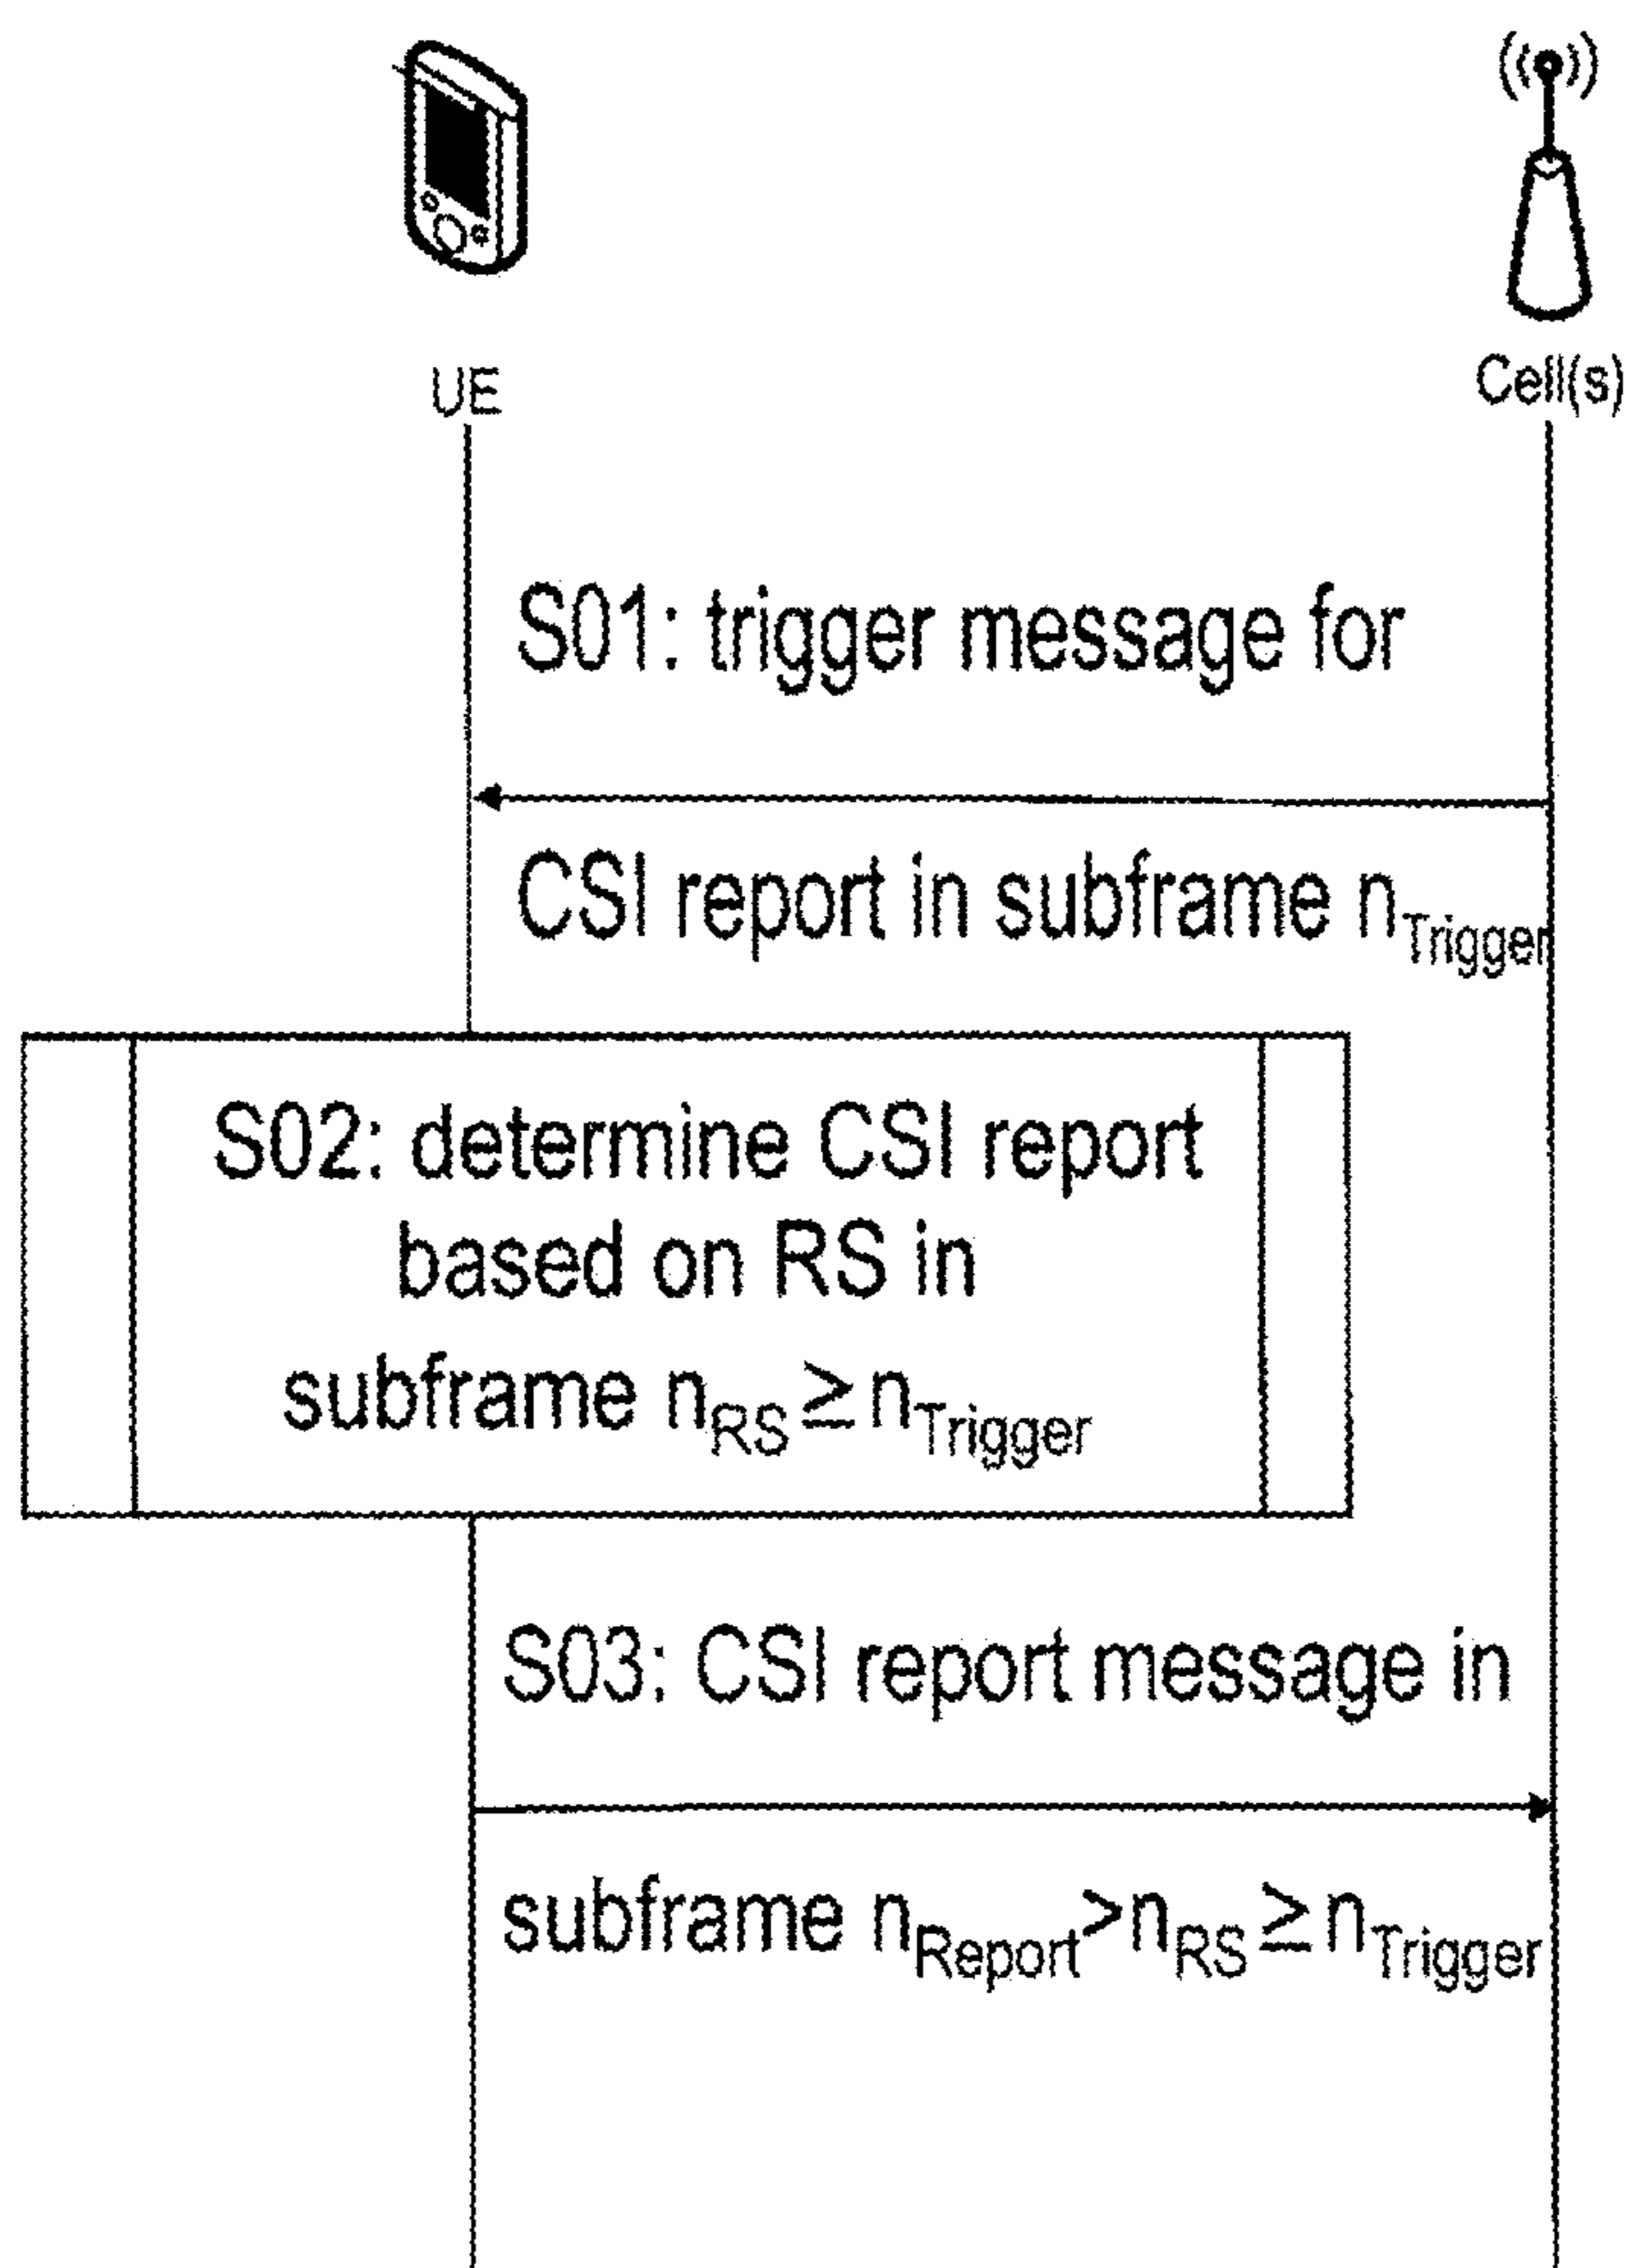 UE
Cell(s)
S01: trigger message for
CSI report in subframe n_Trigger
S02: determine CSI report
based on RS in
subframe n_RS ≥ n_Trigger
S03: CSI report message in
subframe n_Report > n_RS ≥ n_Trigger